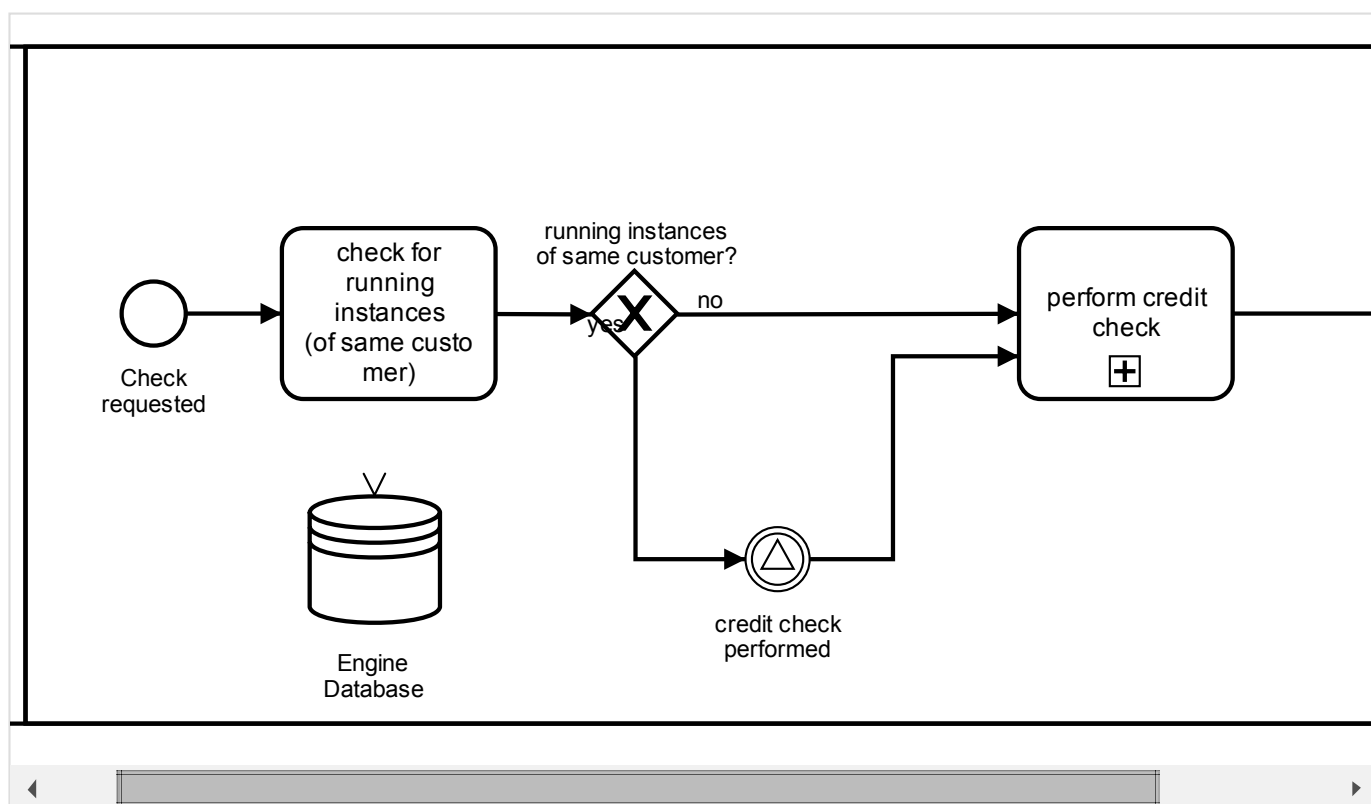 Check
requested
check for
running
instances
(of same custo
mer)
running instances
of same customer?
yes
no
perform credit
check
credit check
performed
Engine
Database